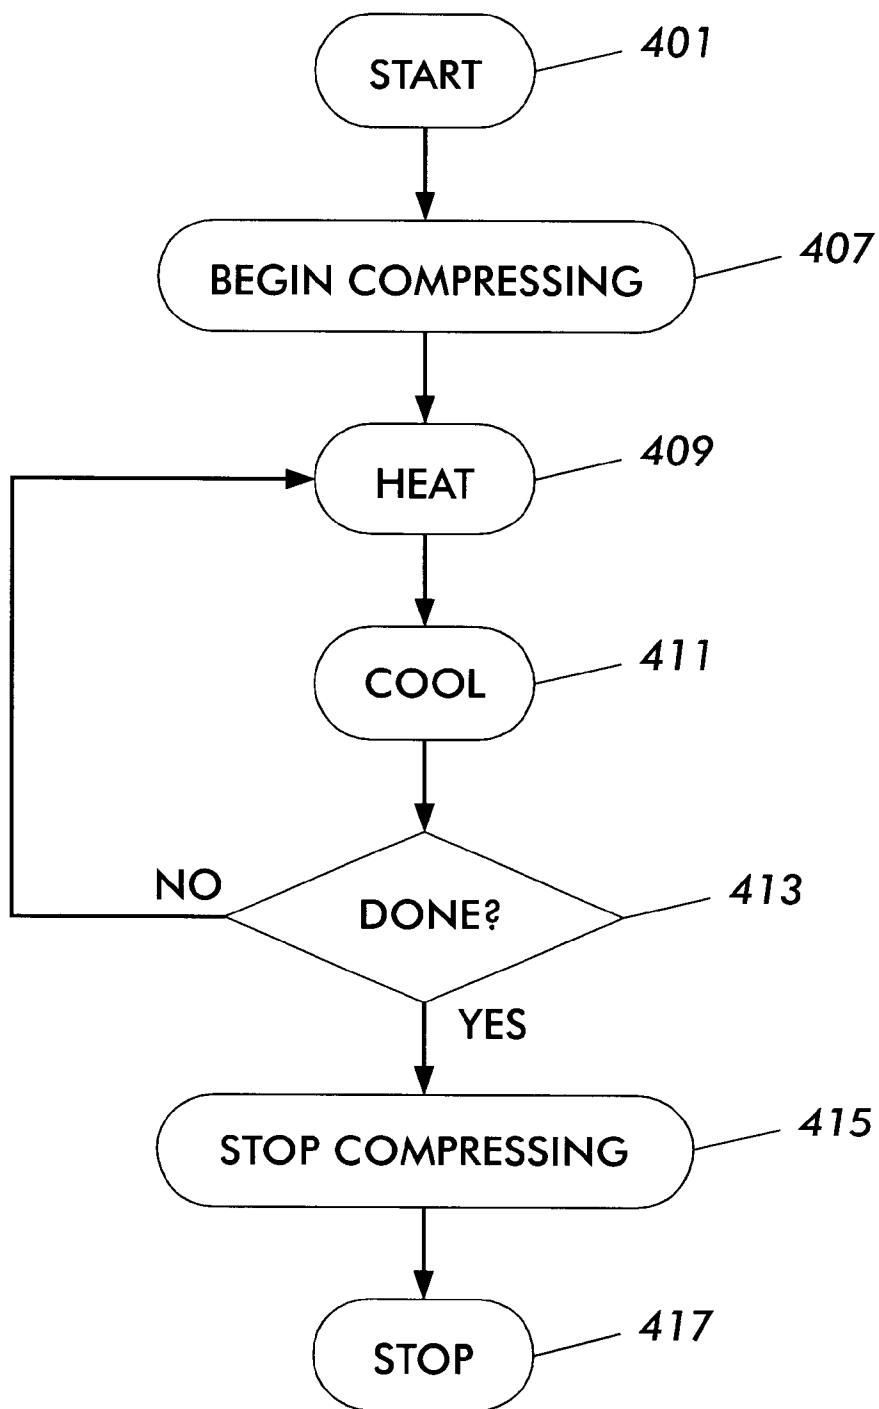 START
401
BEGIN COMPRESSING
407
HEAT
409
COOL
411
NO
DONE?
413
YES
STOP COMPRESSING
415
STOP
417